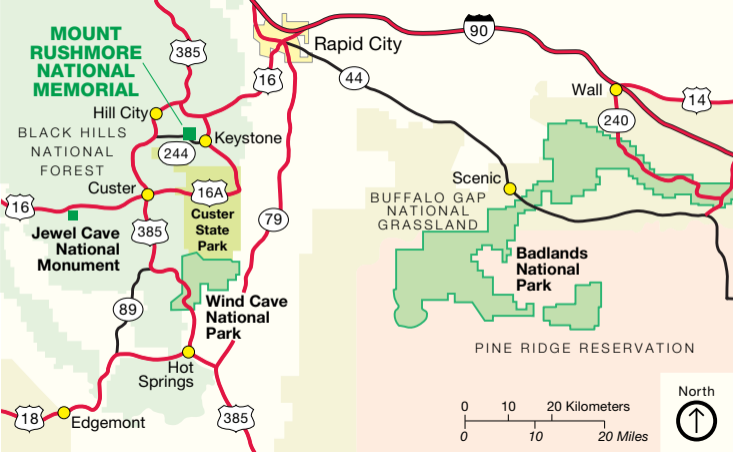 MOUNT
RUSHMORE
NATIONAL
MEMORIAL
385
Rapid City
90
16
44
Wall
14
Hill City
240
BLACK HILLS
NATIONAL
FOREST
244
Keystone
Scenic
Custer
16A
BUFFALO GAP
NATIONAL
GRASSLAND
16
Custer
State
Park
79
Jewel Cave
National
Monument
385
Badlands
National
Park
89
Wind Cave
National
Park
PINE RIDGE RESERVATION
Hot
Springs
North
0 10 20 Kilometers
0 10 20 Miles
18
Edgemont
385